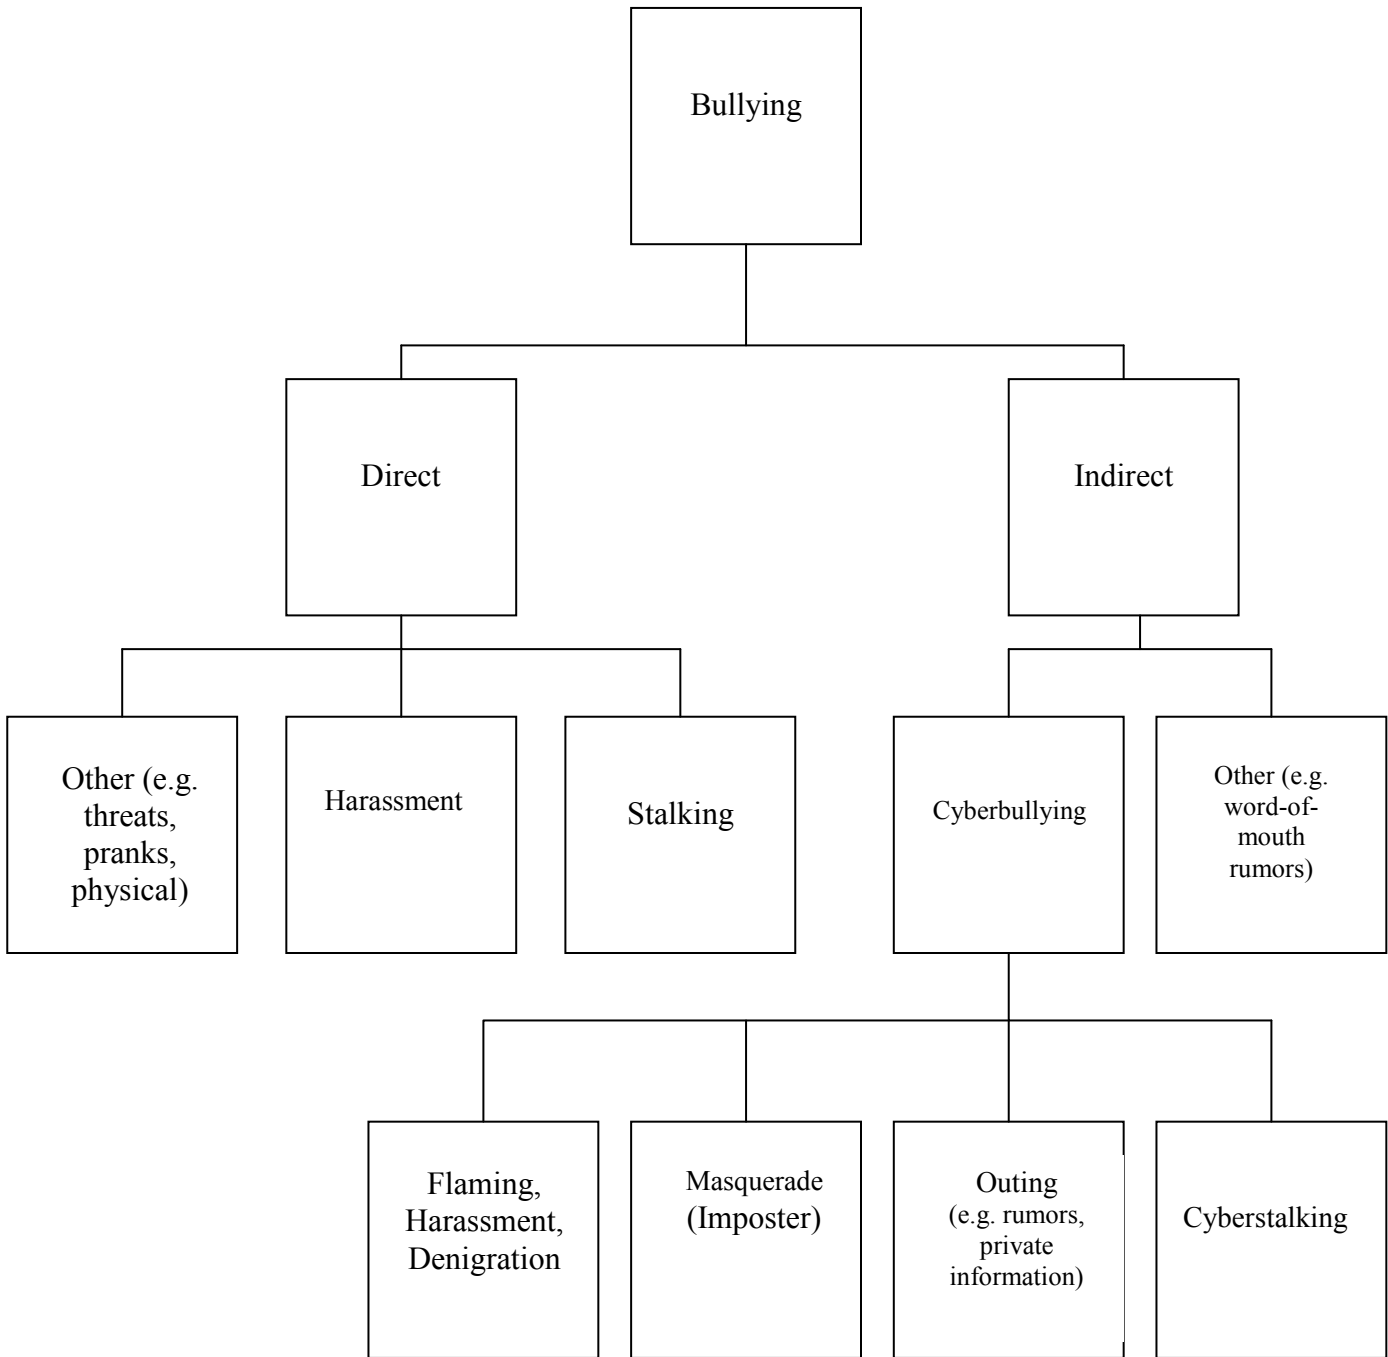 Bullying
Direct
Indirect
Other (e.g.
threats,
pranks,
physical)
Harassment
Stalking
Cyberbullying
Other (e.g.
word-of-
mouth
rumors)
Flaming,
Harassment,
Denigration
Masquerade
(Imposter)
Outing
(e.g. rumors,
private
information)
Cyberstalking